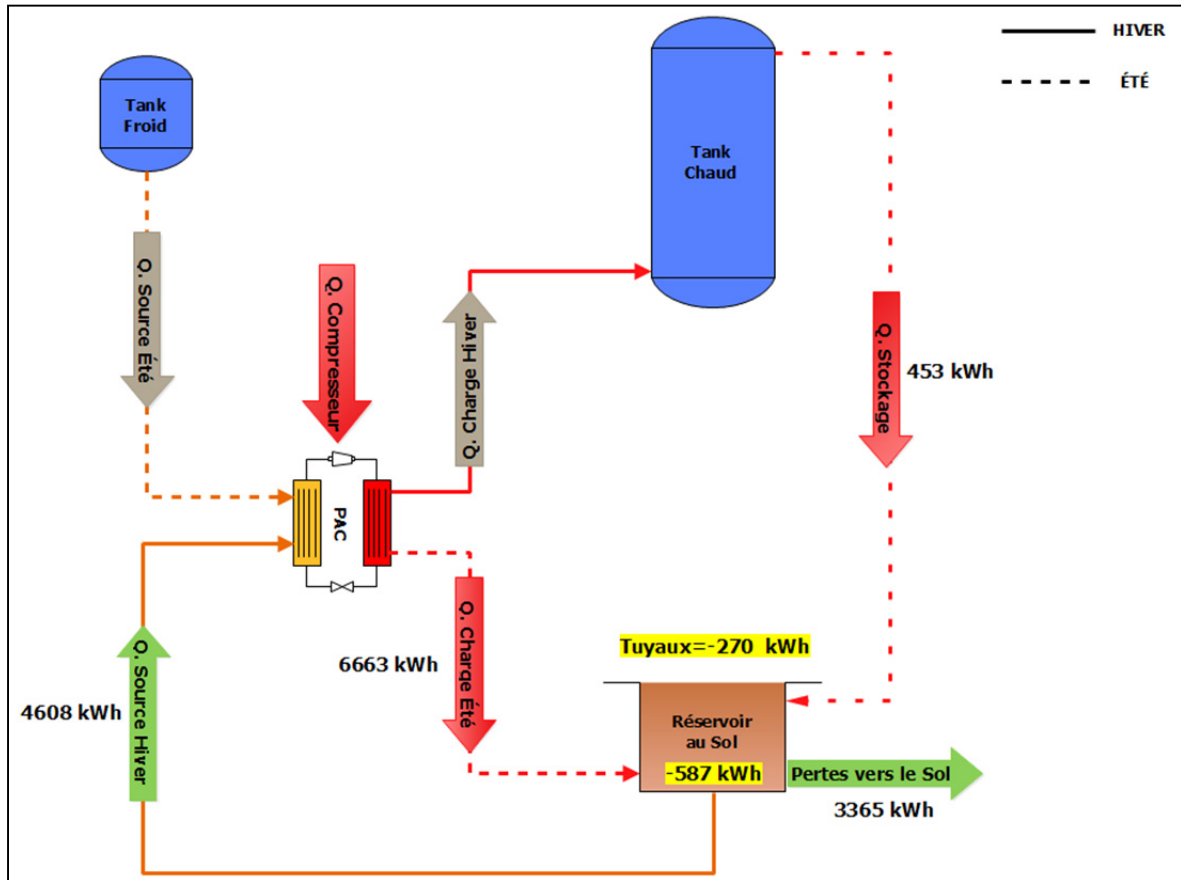 HIVER
ÉTÉ
Tank
Froid
Tank
Chaud
Q. Source Été
Q. Compresseur
Q. Charge Hiver
Q. Stockage
453 kWh
PAC
Q. Source Hiver
4608 kWh
6663 kWh
Q. Charge Été
Tuyaux=-270 kWh
Réservoir
au Sol
-587 kWh
Pertes vers le Sol
3365 kWh